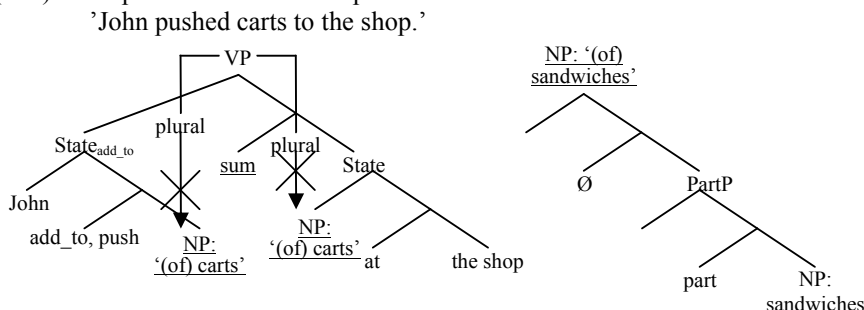 'John pushed carts to the shop.'
VP
NP: '(of)
sandwiches'
plural
plural
State_add_to
sum
State
Ø
PartP
John
add_to, push
NP:
'(of) carts'
NP:
'(of) carts'
at
the shop
part
NP:
sandwiches